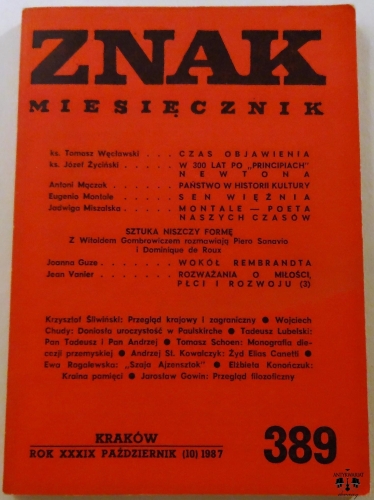 ZNAK
MIESIĘCZNIK
ks. Tomasz Węcławski . . . CZAS OBJAWIENIA
ks. Józef Życiński . . . . . W 300 LAT PO „PRINCIPIACH"
NEWTONA
Antoni Mączak . . . . . . . PAŃSTWO W HISTORII KULTURY
Eugenio Montale . . . . . SEN WIĘŹNIA
Jadwiga Miszalska . . . . MONTALE — POETA
NASZYCH CZASÓW
SZTUKA NISZCZY FORMĘ
Z Witoldem Gombrowiczem rozmawiają Piero Sanavio
i Dominique de Roux
Joanna Guze . . . . . . . WOKÓŁ REMBRANDTA
Jean Vanier . . . . . . . . ROZWAŻANIA O MIŁOŚCI,
PŁCI I ROZWOJU (3)
Krzysztof Śliwiński: Przegląd krajowy i zagraniczny ● Wojciech
Chudy: Doniosła uroczystość w Paulskirche ● Tadeusz Lubelski:
Pan Tadeusz i Pan Andrzej ● Tomasz Schoen: Monografia die-
cezji przemyskiej ● Andrzej St. Kowalczyk: Żyd Elias Canetti ●
Ewa Rogalewska: „Szaje Ajzensztok" ● Elżbieta Konończuk:
Kraina pamięci ● Jarosław Gowin: Przegląd filozoficzny
KRAKÓW
ROK XXXIX PAŹDZIERNIK (10) 1987
389